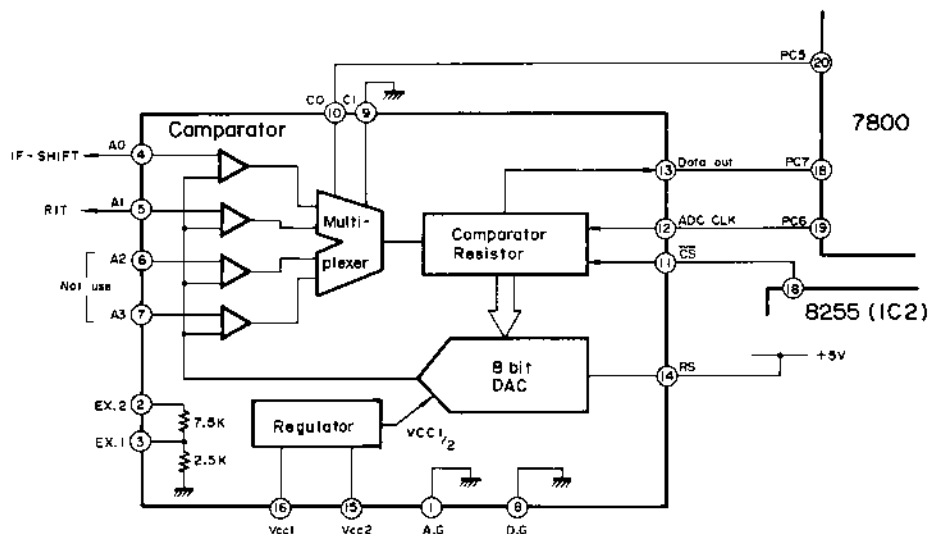 PC5
20
C0 C1
10 9
7800
Comparator
IF-SHIFT A0 4
13 Data out PC7 18
RIT A1 5
Multi-
plexer
Comparator
Resistor
12 ADC CLK PC6 19
11 CS
A2 6
Not use
A3 7
18
8255 (IC2)
8 bit
DAC
+5V
14 RS
EX.2 2
7.5K
EX.1 3
2.5K
Regulator
VCC1/2
16 15 1 8
Vcc1 Vcc2 A.G D.G